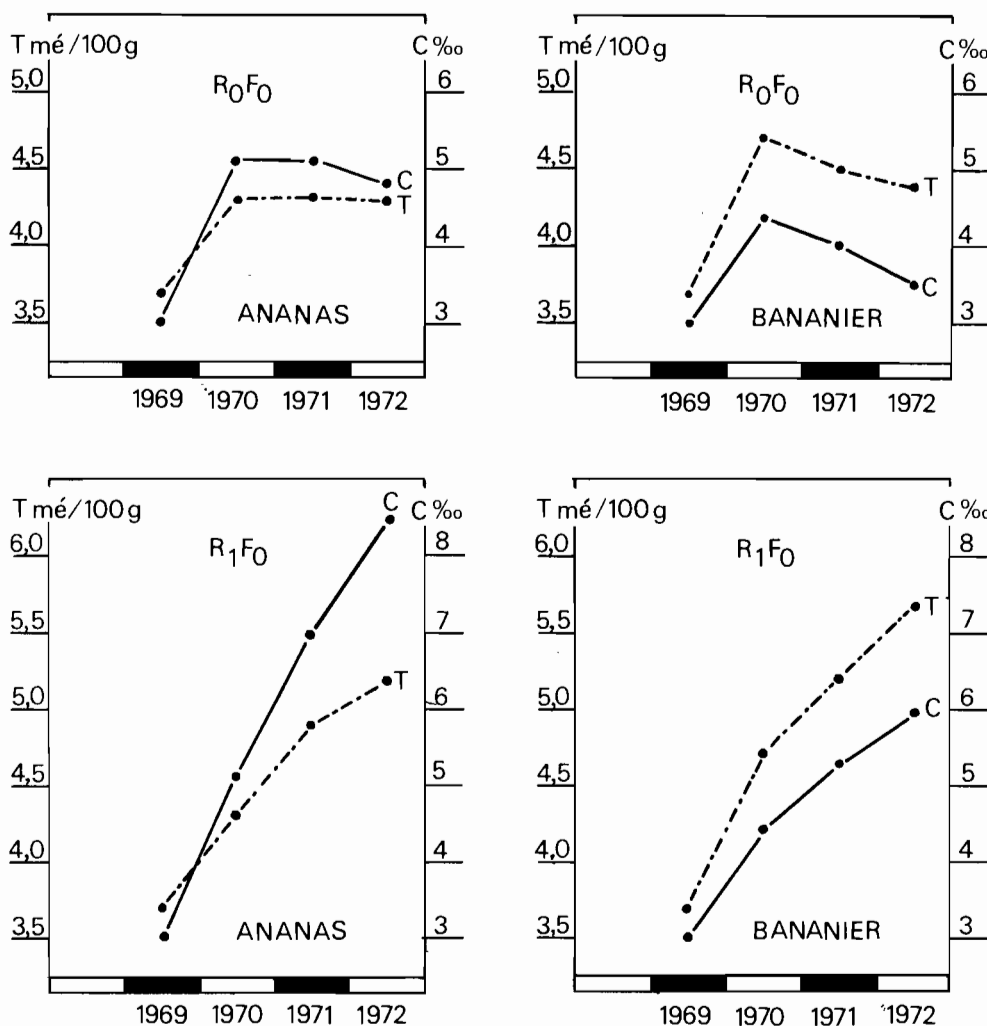 T mé/100g C‰
5,0 R₀F₀ 6
4,5 5
C
T
4,0 4
3,5 ANANAS 3
1969 1970 1971 1972
T mé/100g C‰
5,0 R₀F₀ 6
4,5 5
T
4,0 4
C
3,5 BANANIER 3
1969 1970 1971 1972
T mé/100g C C‰
6,0 R₁F₀ 8
5,5 7
5,0 T 6
4,5 5
4,0 4
3,5 ANANAS 3
1969 1970 1971 1972
T mé/100g C‰
6,0 R₁F₀ 8
T
5,5 7
5,0 C 6
4,5 5
4,0 4
3,5 BANANIER 3
1969 1970 1971 1972